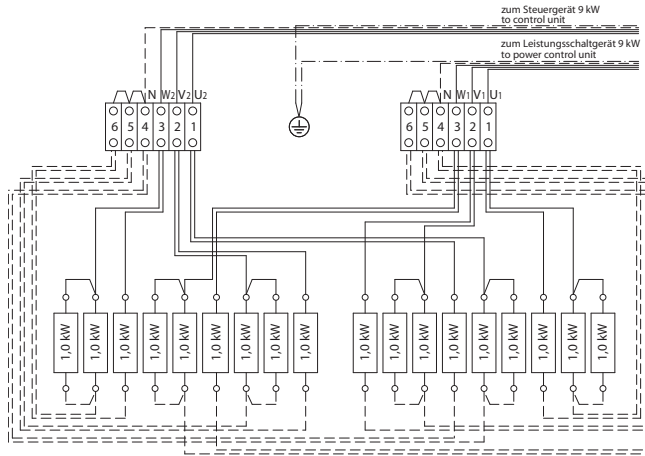 zum Steuergerät 9 kW
to control unit
zum Leistungsschaltgerät 9 kW
to power control unit
N W2 V2 U2
N W1 V1 U1
6 5 4 3 2 1
6 5 4 3 2 1
1,0 kW 1,0 kW 1,0 kW 1,0 kW 1,0 kW 1,0 kW 1,0 kW 1,0 kW 1,0 kW 1,0 kW 1,0 kW 1,0 kW 1,0 kW 1,0 kW 1,0 kW 1,0 kW 1,0 kW 1,0 kW